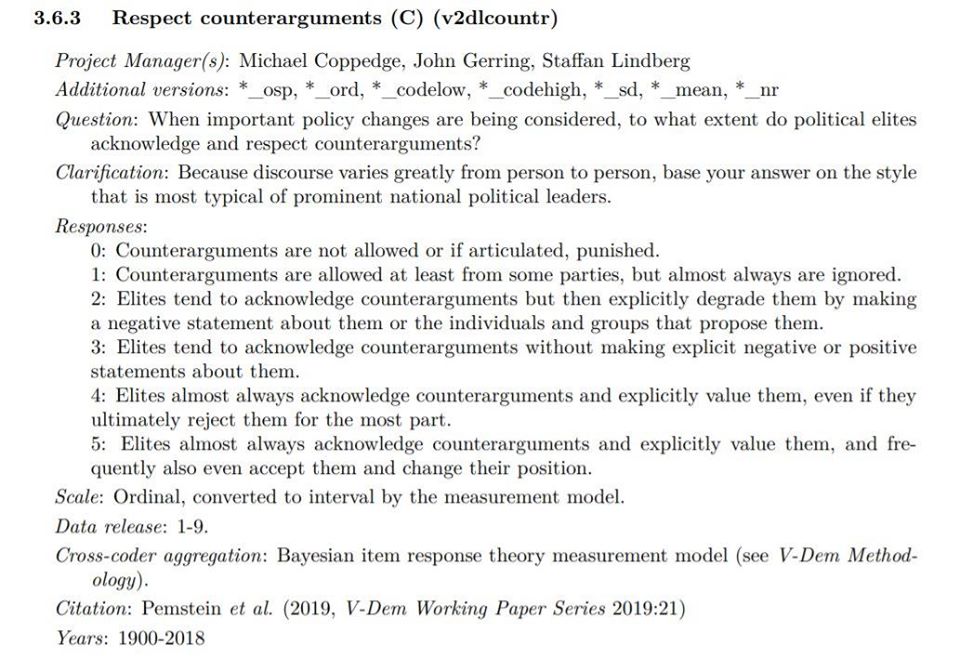 3.6.3 Respect counterarguments (C) (v2dlcountr)
Project Manager(s): Michael Coppedge, John Gerring, Staffan Lindberg
Additional versions: *_osp, *_ord, *_codelow, *_codehigh, *_sd, *_mean, *_nr
Question: When important policy changes are being considered, to what extent do political elites
acknowledge and respect counterarguments?
Clarification: Because discourse varies greatly from person to person, base your answer on the style
that is most typical of prominent national political leaders.
Responses:
0: Counterarguments are not allowed or if articulated, punished.
1: Counterarguments are allowed at least from some parties, but almost always are ignored.
2: Elites tend to acknowledge counterarguments but then explicitly degrade them by making
a negative statement about them or the individuals and groups that propose them.
3: Elites tend to acknowledge counterarguments without making explicit negative or positive
statements about them.
4: Elites almost always acknowledge counterarguments and explicitly value them, even if they
ultimately reject them for the most part.
5: Elites almost always acknowledge counterarguments and explicitly value them, and fre-
quently also even accept them and change their position.
Scale: Ordinal, converted to interval by the measurement model.
Data release: 1-9.
Cross-coder aggregation: Bayesian item response theory measurement model (see V-Dem Method-
ology).
Citation: Pemstein et al. (2019, V-Dem Working Paper Series 2019:21)
Years: 1900-2018